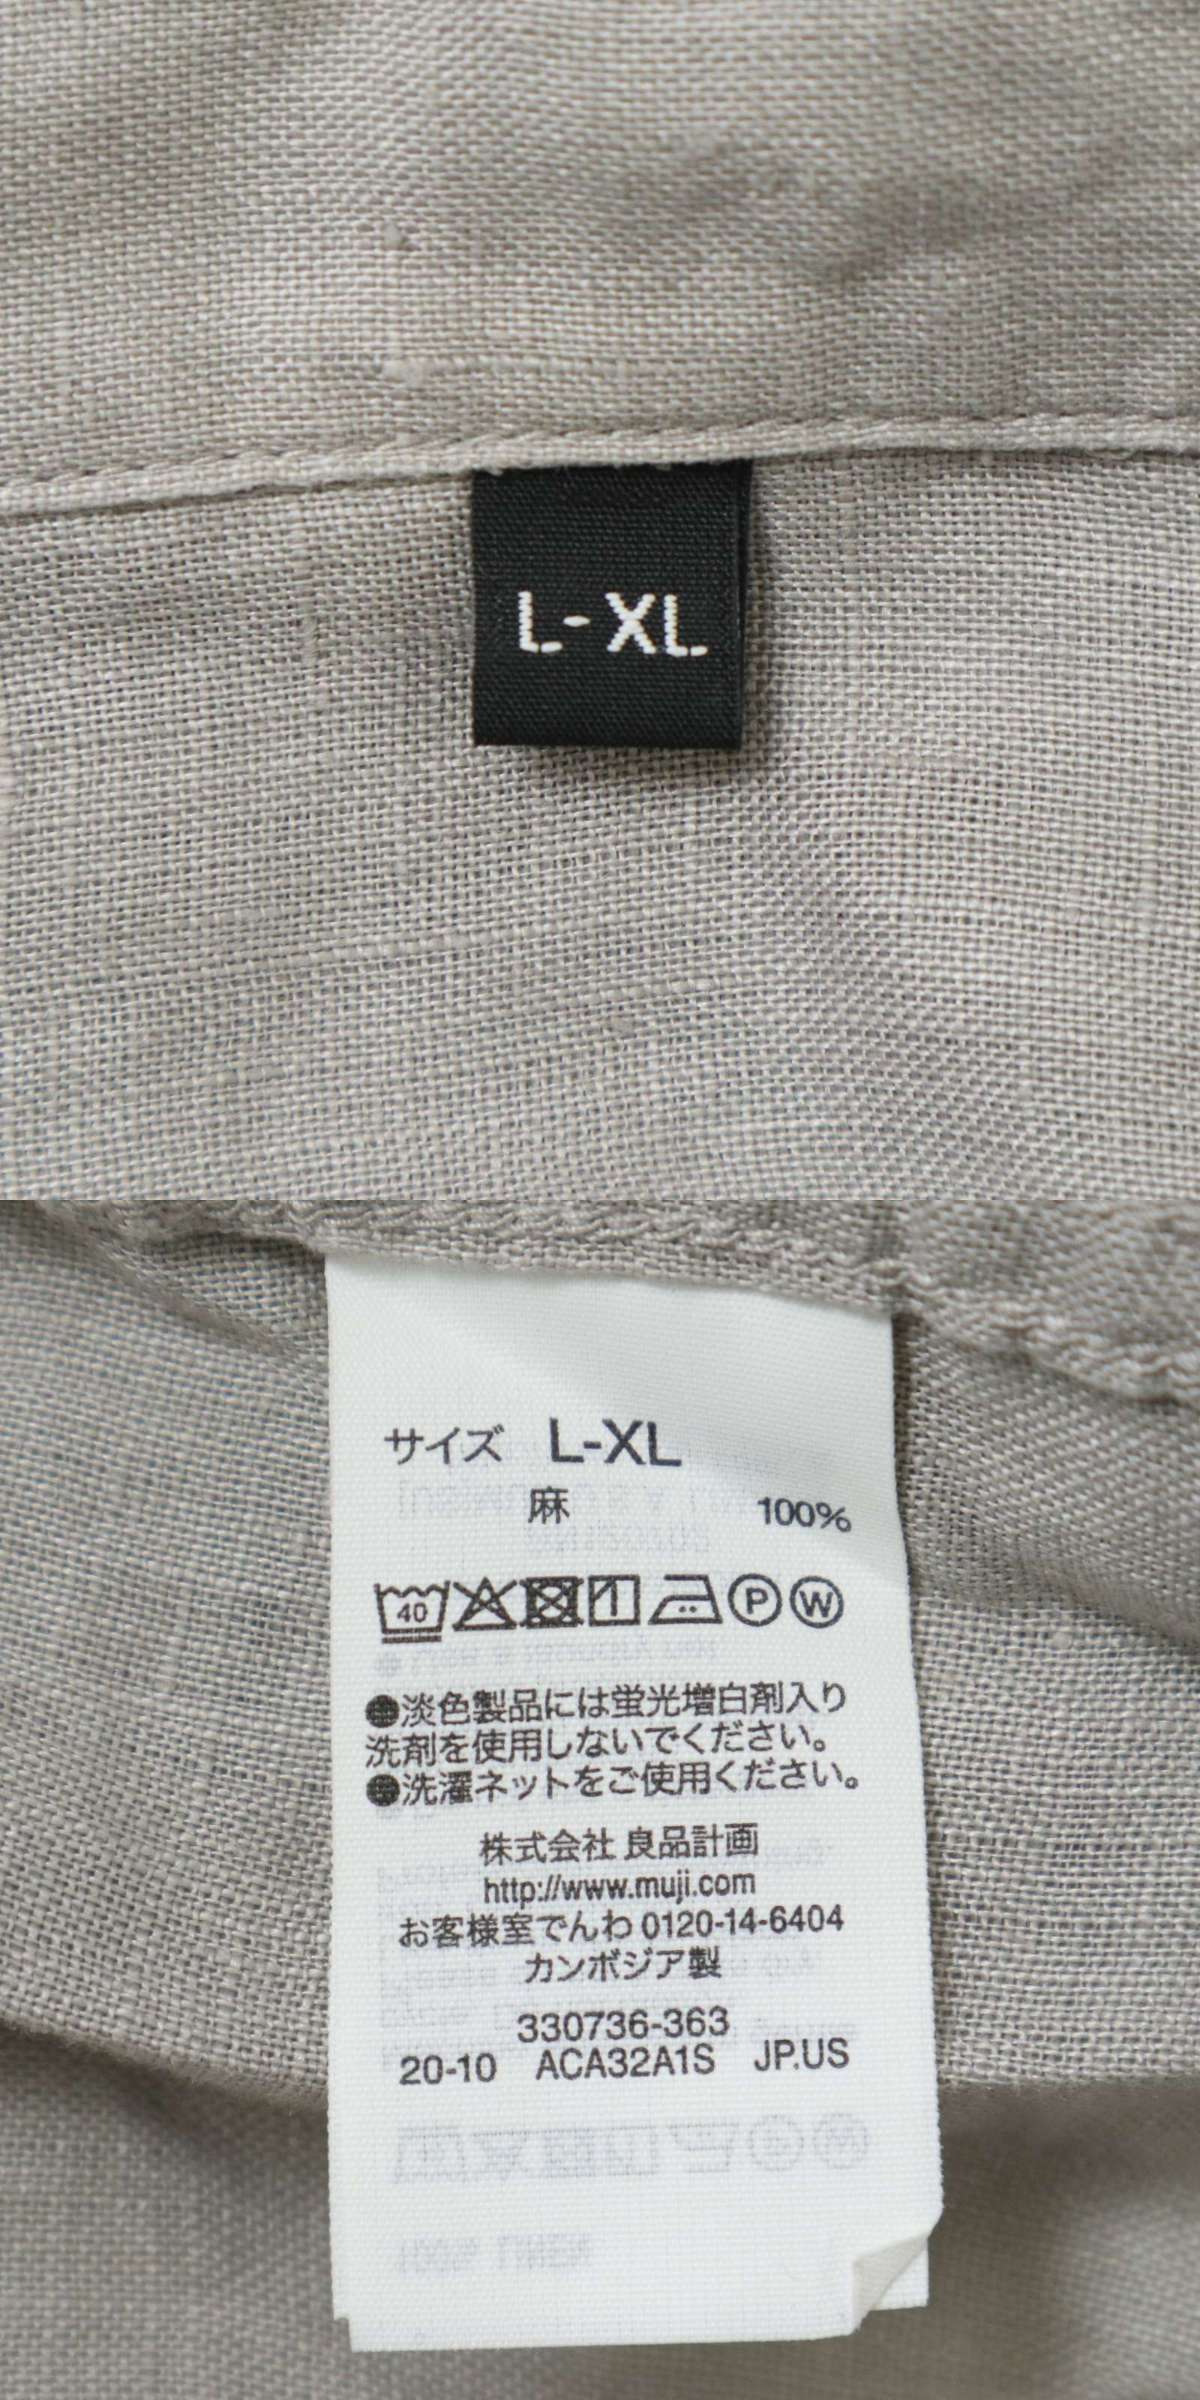 L-XL
サイズ L-XL
麻 100%
40 P W
●淡色製品には蛍光増白剤入り
洗剤を使用しないでください。
●洗濯ネットをご使用ください。
株式会社 良品計画
http://www.muji.com
お客様室でんわ 0120-14-6404
カンボジア製
330736-363
20-10 ACA32A1S JP.US